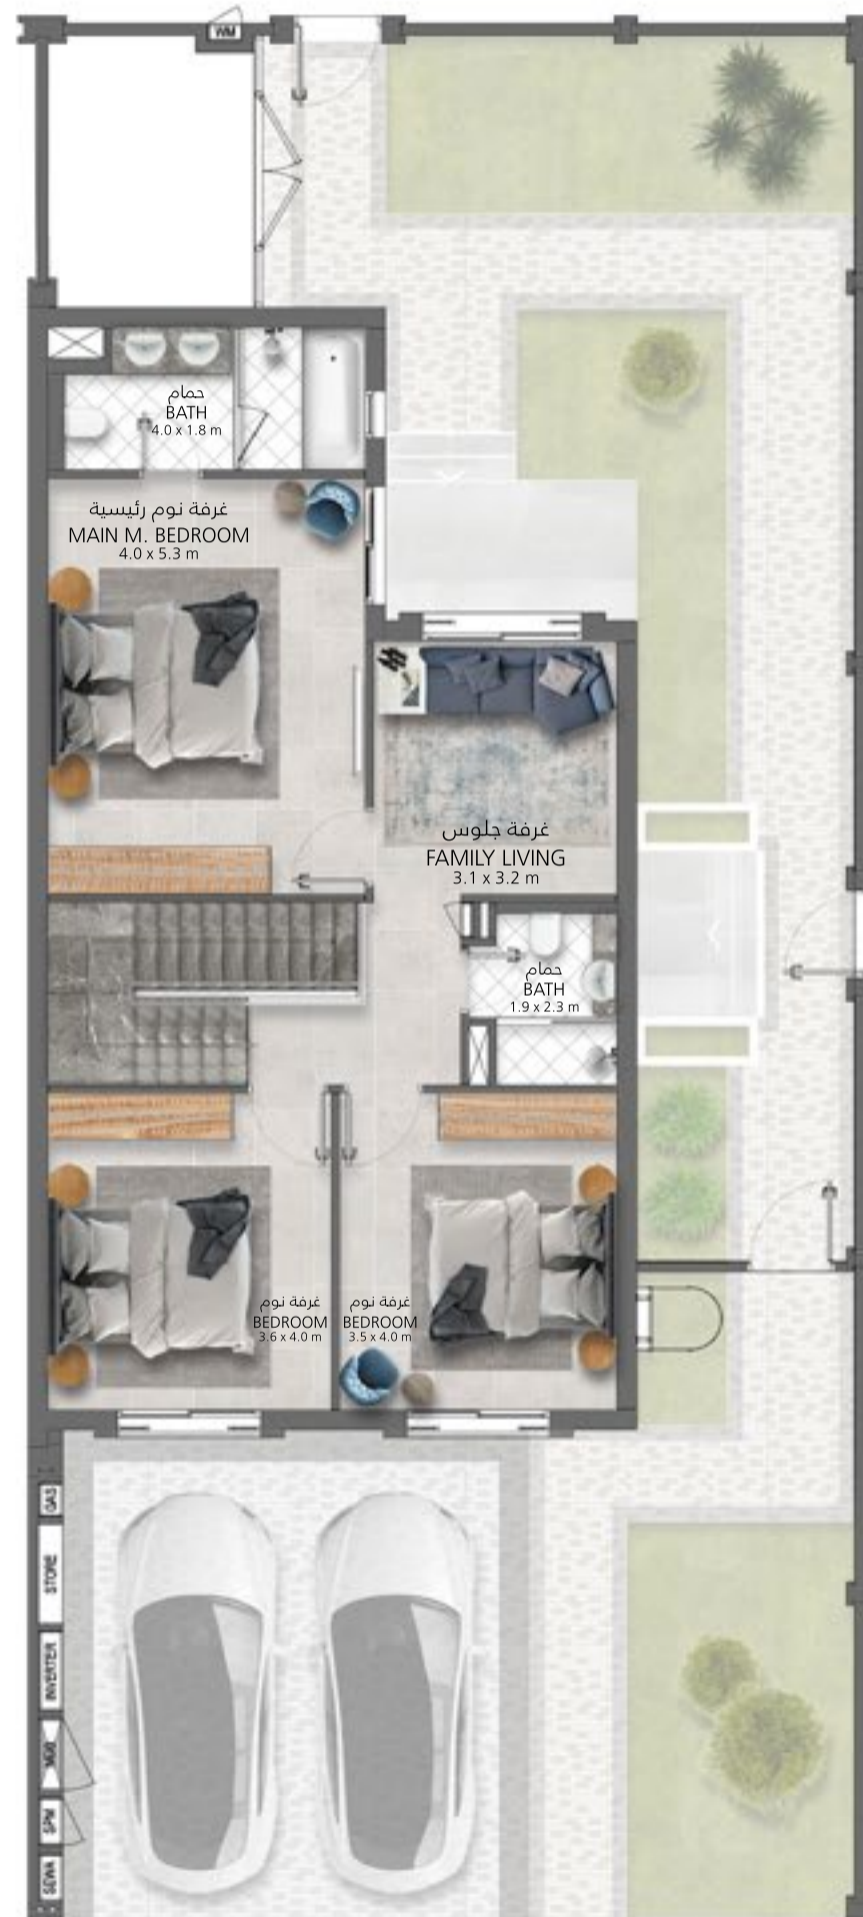 WM
حمام
BATH
4.0 x 1.8 m
غرفة نوم رئيسية
MAIN M. BEDROOM
4.0 x 5.3 m
غرفة جلوس
FAMILY LIVING
3.1 x 3.2 m
حمام
BATH
1.9 x 2.3 m
غرفة نوم
BEDROOM
3.6 x 4.0 m
غرفة نوم
BEDROOM
3.5 x 4.0 m
GAS
STORE
INVERTER
SPM
SEWA